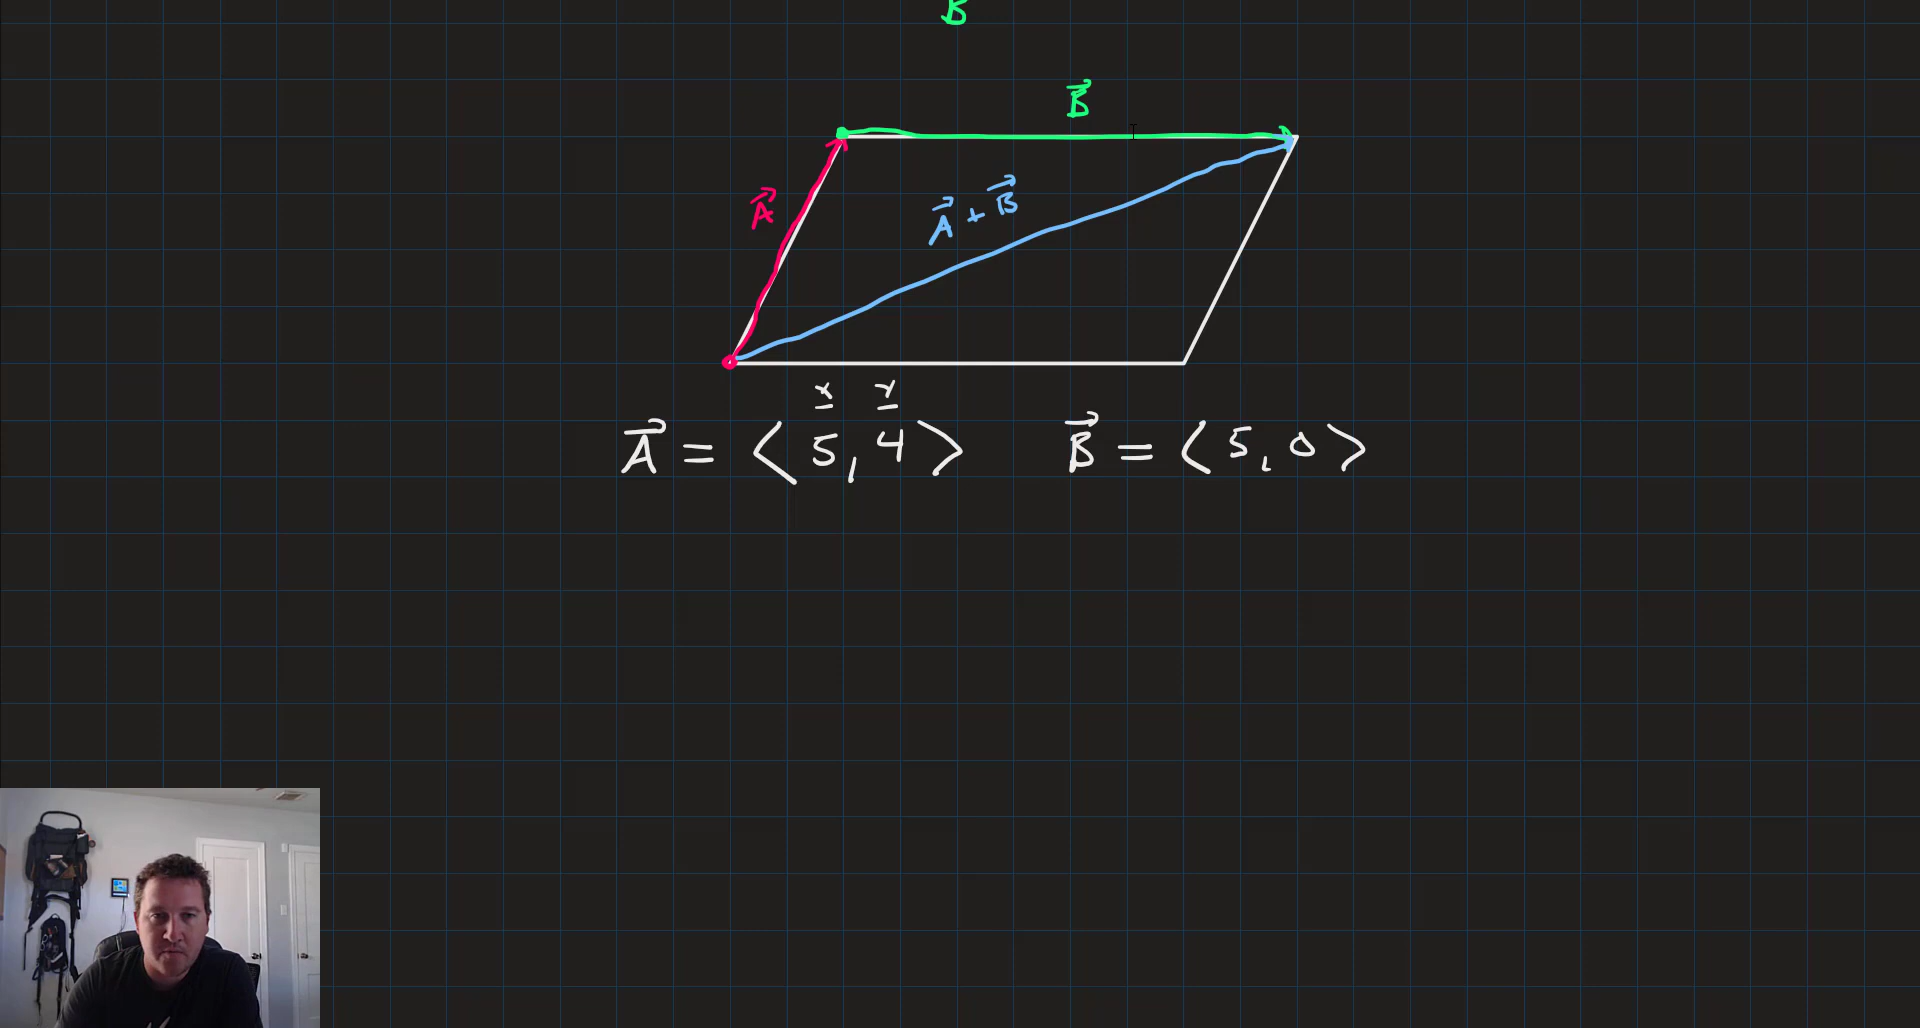 B
B⃗
A⃗
A⃗ + B⃗
x y
A⃗ = ⟨5, 4⟩ B⃗ = ⟨5, 0⟩